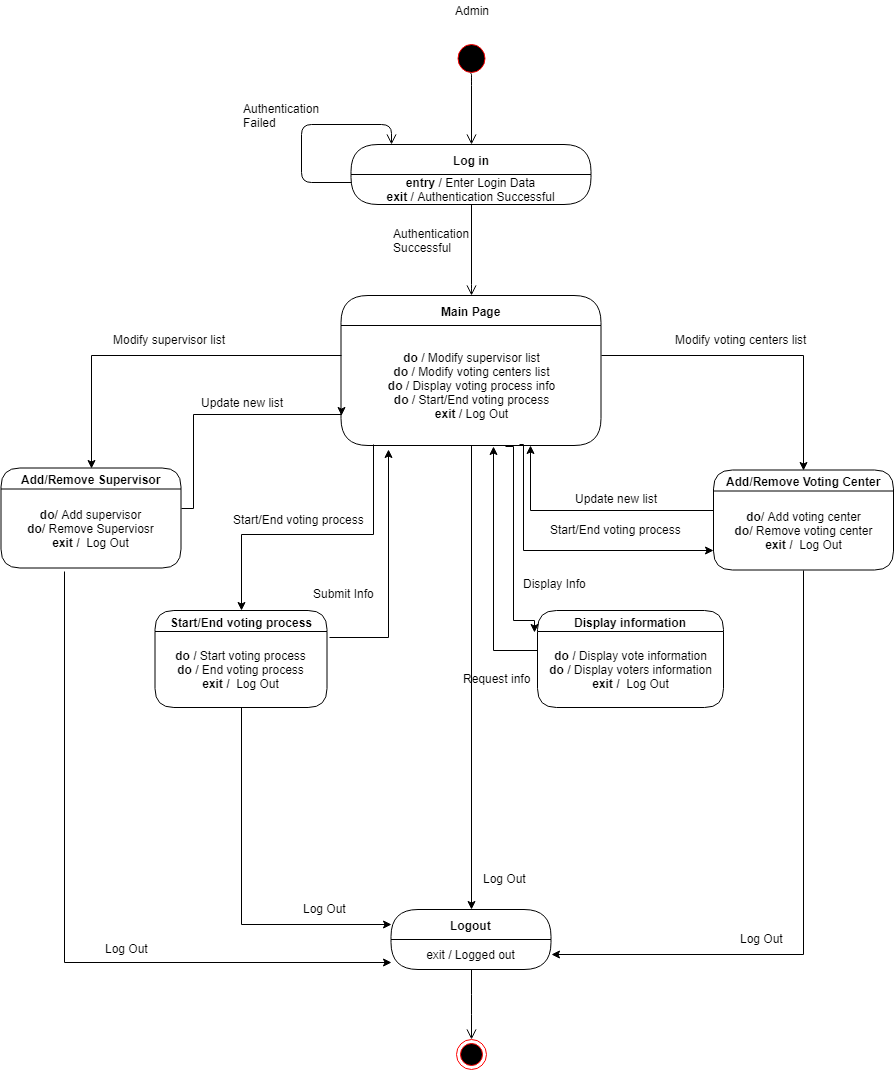 Admin
Authentication
Failed
Log in
entry / Enter Login Data
exit / Authentication Successful
Authentication
Successful
Main Page
do / Modify supervisor list
do / Modify voting centers list
do / Display voting process info
do / Start/End voting process
exit / Log Out
Modify supervisor list
Modify voting centers list
Update new list
Add/Remove Supervisor
do/ Add supervisor
do/ Remove Superviosr
exit /  Log Out
Add/Remove Voting Center
do/ Add voting center
do/ Remove voting center
exit /  Log Out
Update new list
Start/End voting process
Start/End voting process
Display Info
Submit Info
Start/End voting process
do / Start voting process
do / End voting process
exit /  Log Out
Display information
do / Display vote information
do / Display voters information
exit /  Log Out
Request info
Log Out
Log Out
Log Out
Log Out
Logout
exit / Logged out